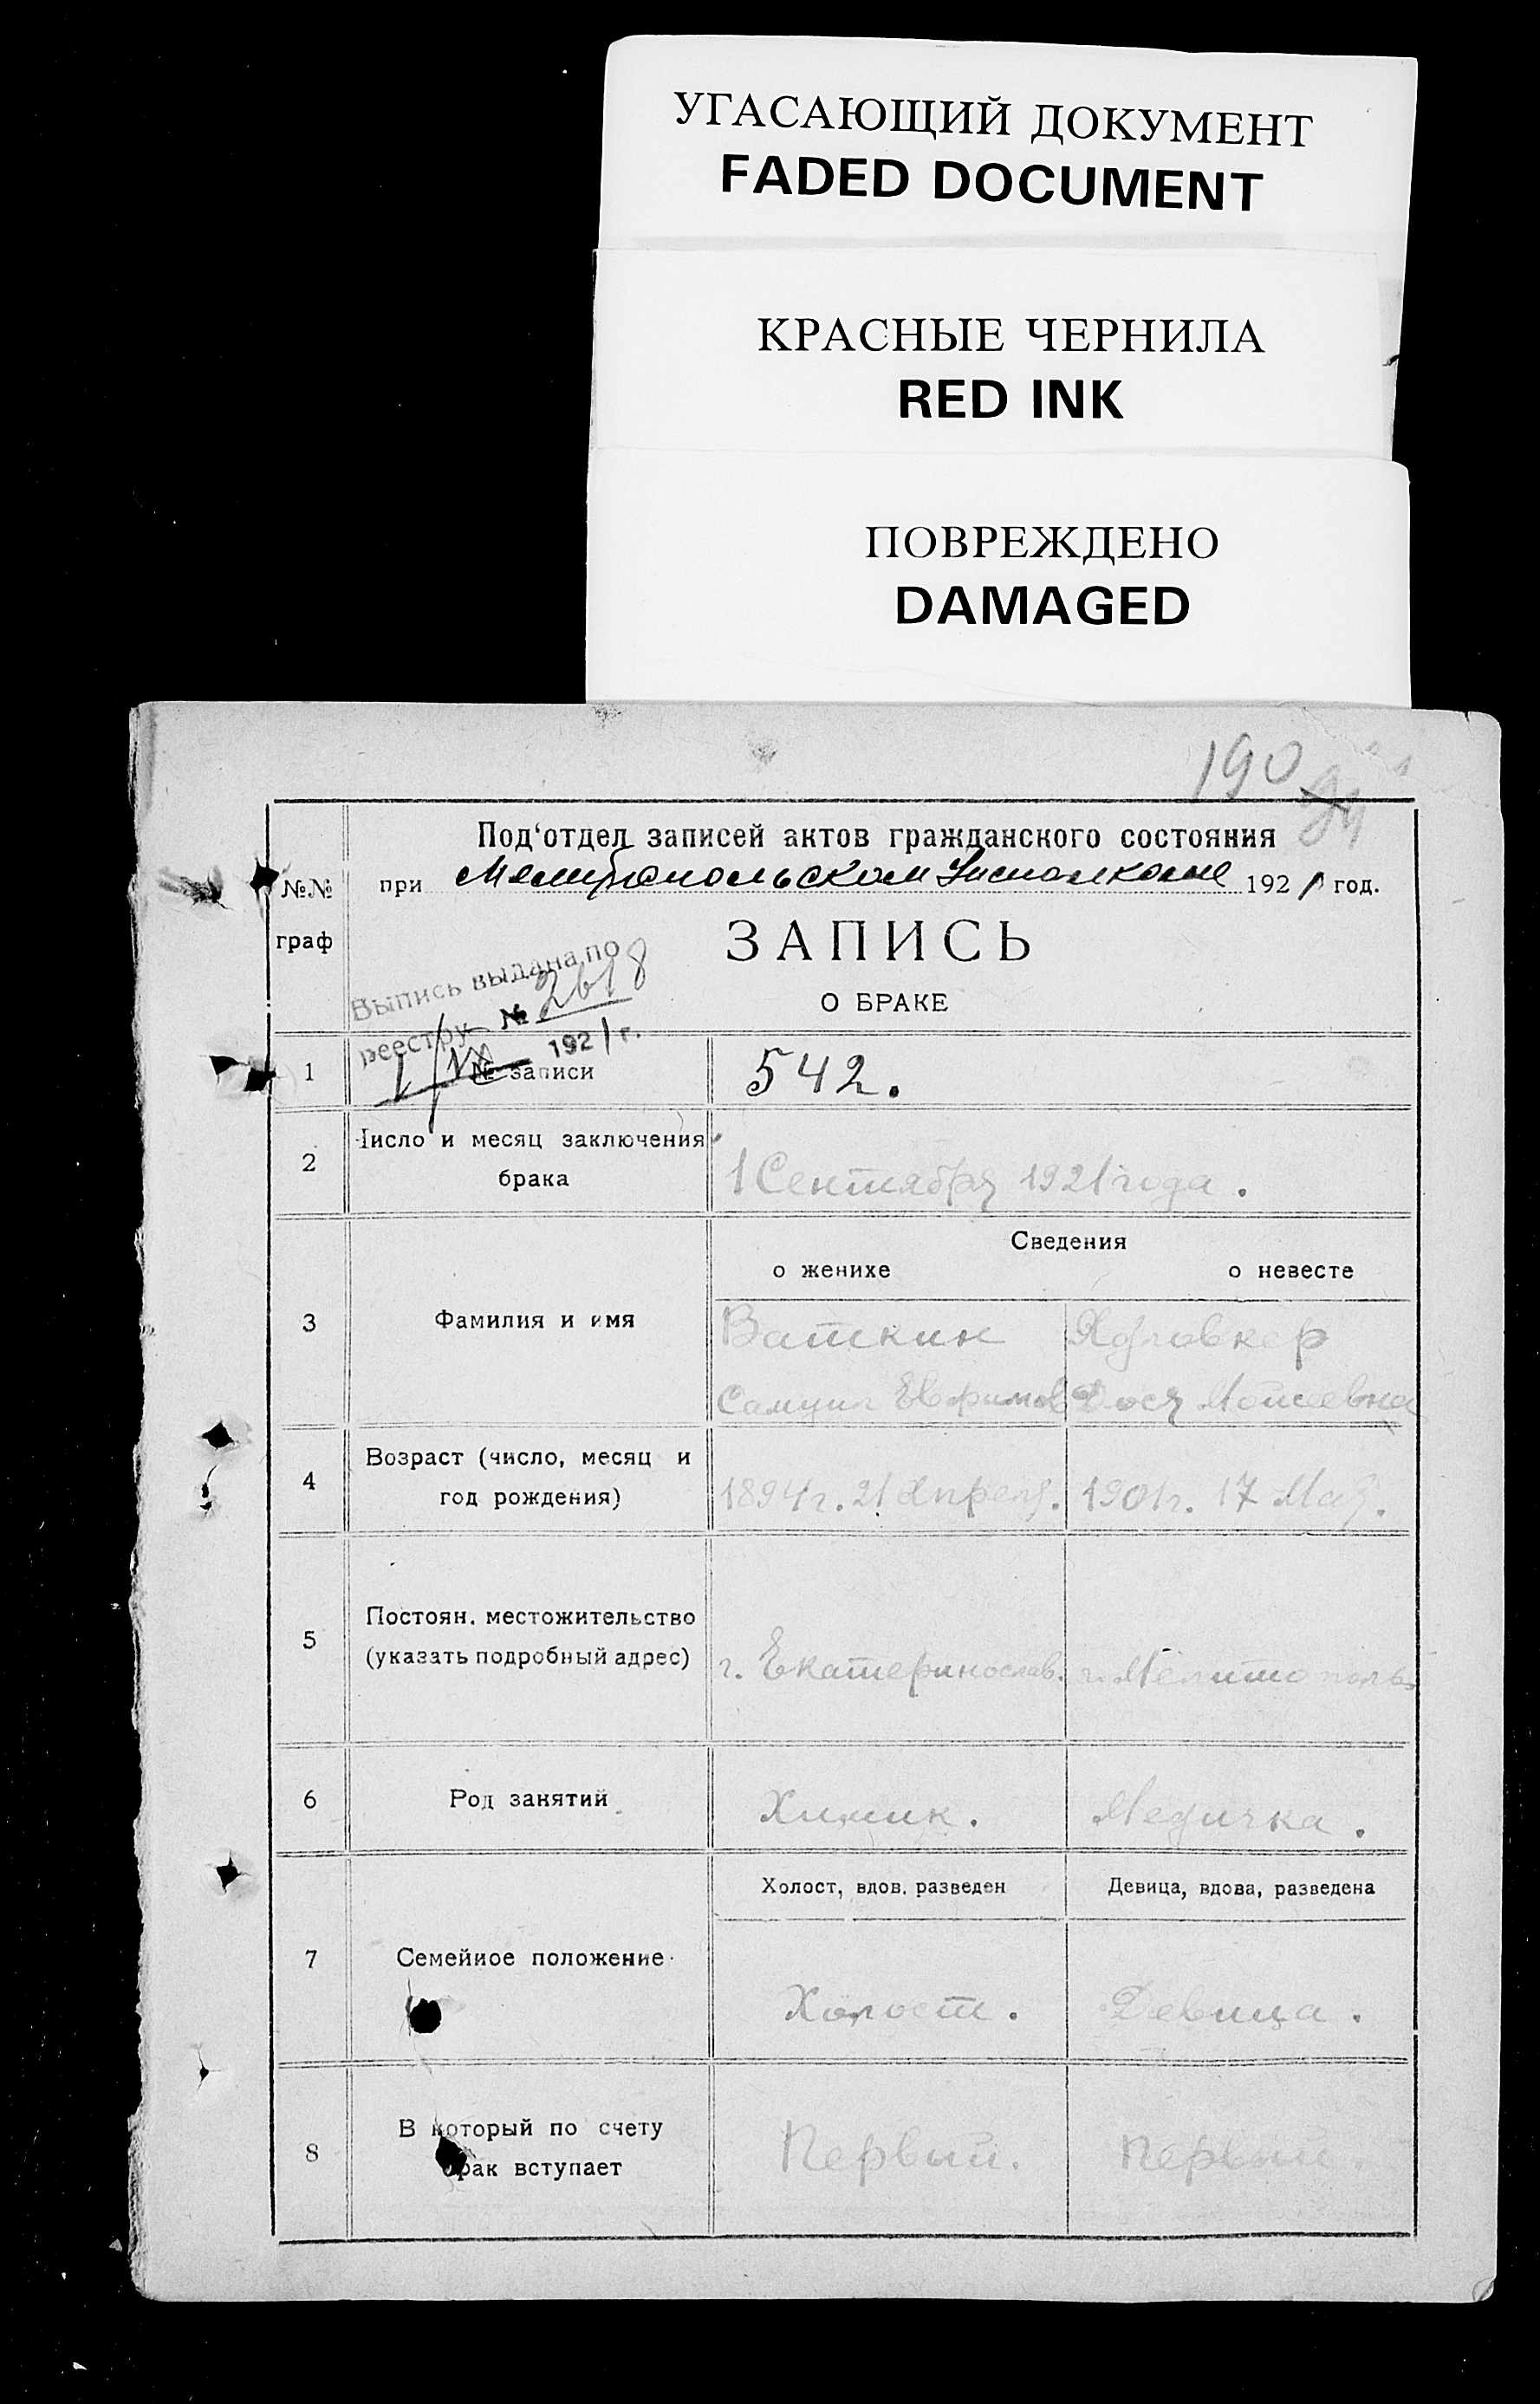 УГАСАЮЩИЙ ДОКУМЕНТ
FADED DOCUMENT
КРАСНЫЕ ЧЕРНИЛА
RED INK
ПОВРЕЖДЕНО
DAMAGED
190
№№ граф
Под‘отдел записей актов гражданского состояния
при Мелитопольском Исполкоме 1921 год.
ЗАПИСЬ
О БРАКЕ
Выпись выдана по
реестру № 2618
1/IX 1921 г.
1 № записи 542.
2 Число и месяц заключения
брака
1 Сентября 1921 года.
Сведения
о женихе о невесте
3 Фамилия и имя
Ваткин
Самуил Евфимов Дося Моисеевна
4 Возраст (число, месяц и
год рождения)
1894 г. 21 Апреля. 1901 г. 17 Мая.
5 Постоян. местожительство
(указать подробный адрес)
г. Екатеринослав. г. Мелитополь
6 Род занятий Химик. Медичка.
Холост, вдов. разведен Девица, вдова, разведена
7 Семейное положение
Холост. Девица.
8 В который по счету
брак вступает
Первый. Первый.